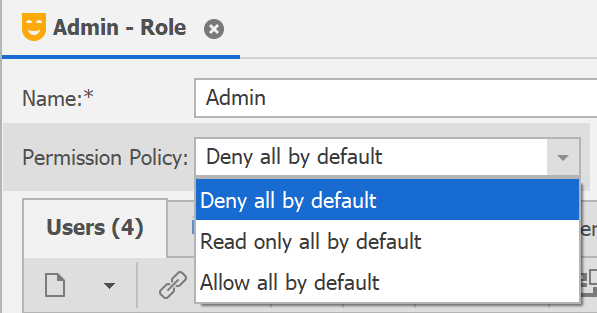 Admin - Role
Name:*
Admin
Permission Policy:
Deny all by default
Deny all by default
Read only all by default
Allow all by default
Users (4)